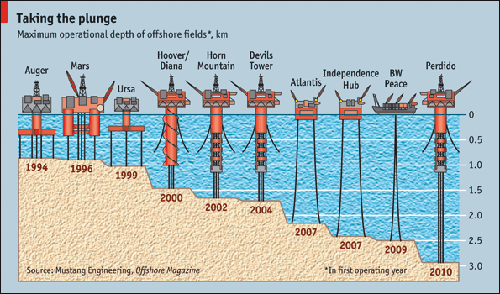 Taking the plunge
Maximum operational depth of offshore fields*, km
Auger
Mars
Ursa
Hoover/
Diana
Horn
Mountain
Devils
Tower
Atlantis
Independence
Hub
BW
Peace
Perdido
0
0.5
1.0
1.5
2.0
2.5
3.0
1994
1996
1999
2000
2002
2004
2007
2007
2009
2010
Source: Mustang Engineering, Offshore Magazine
*In first operating year